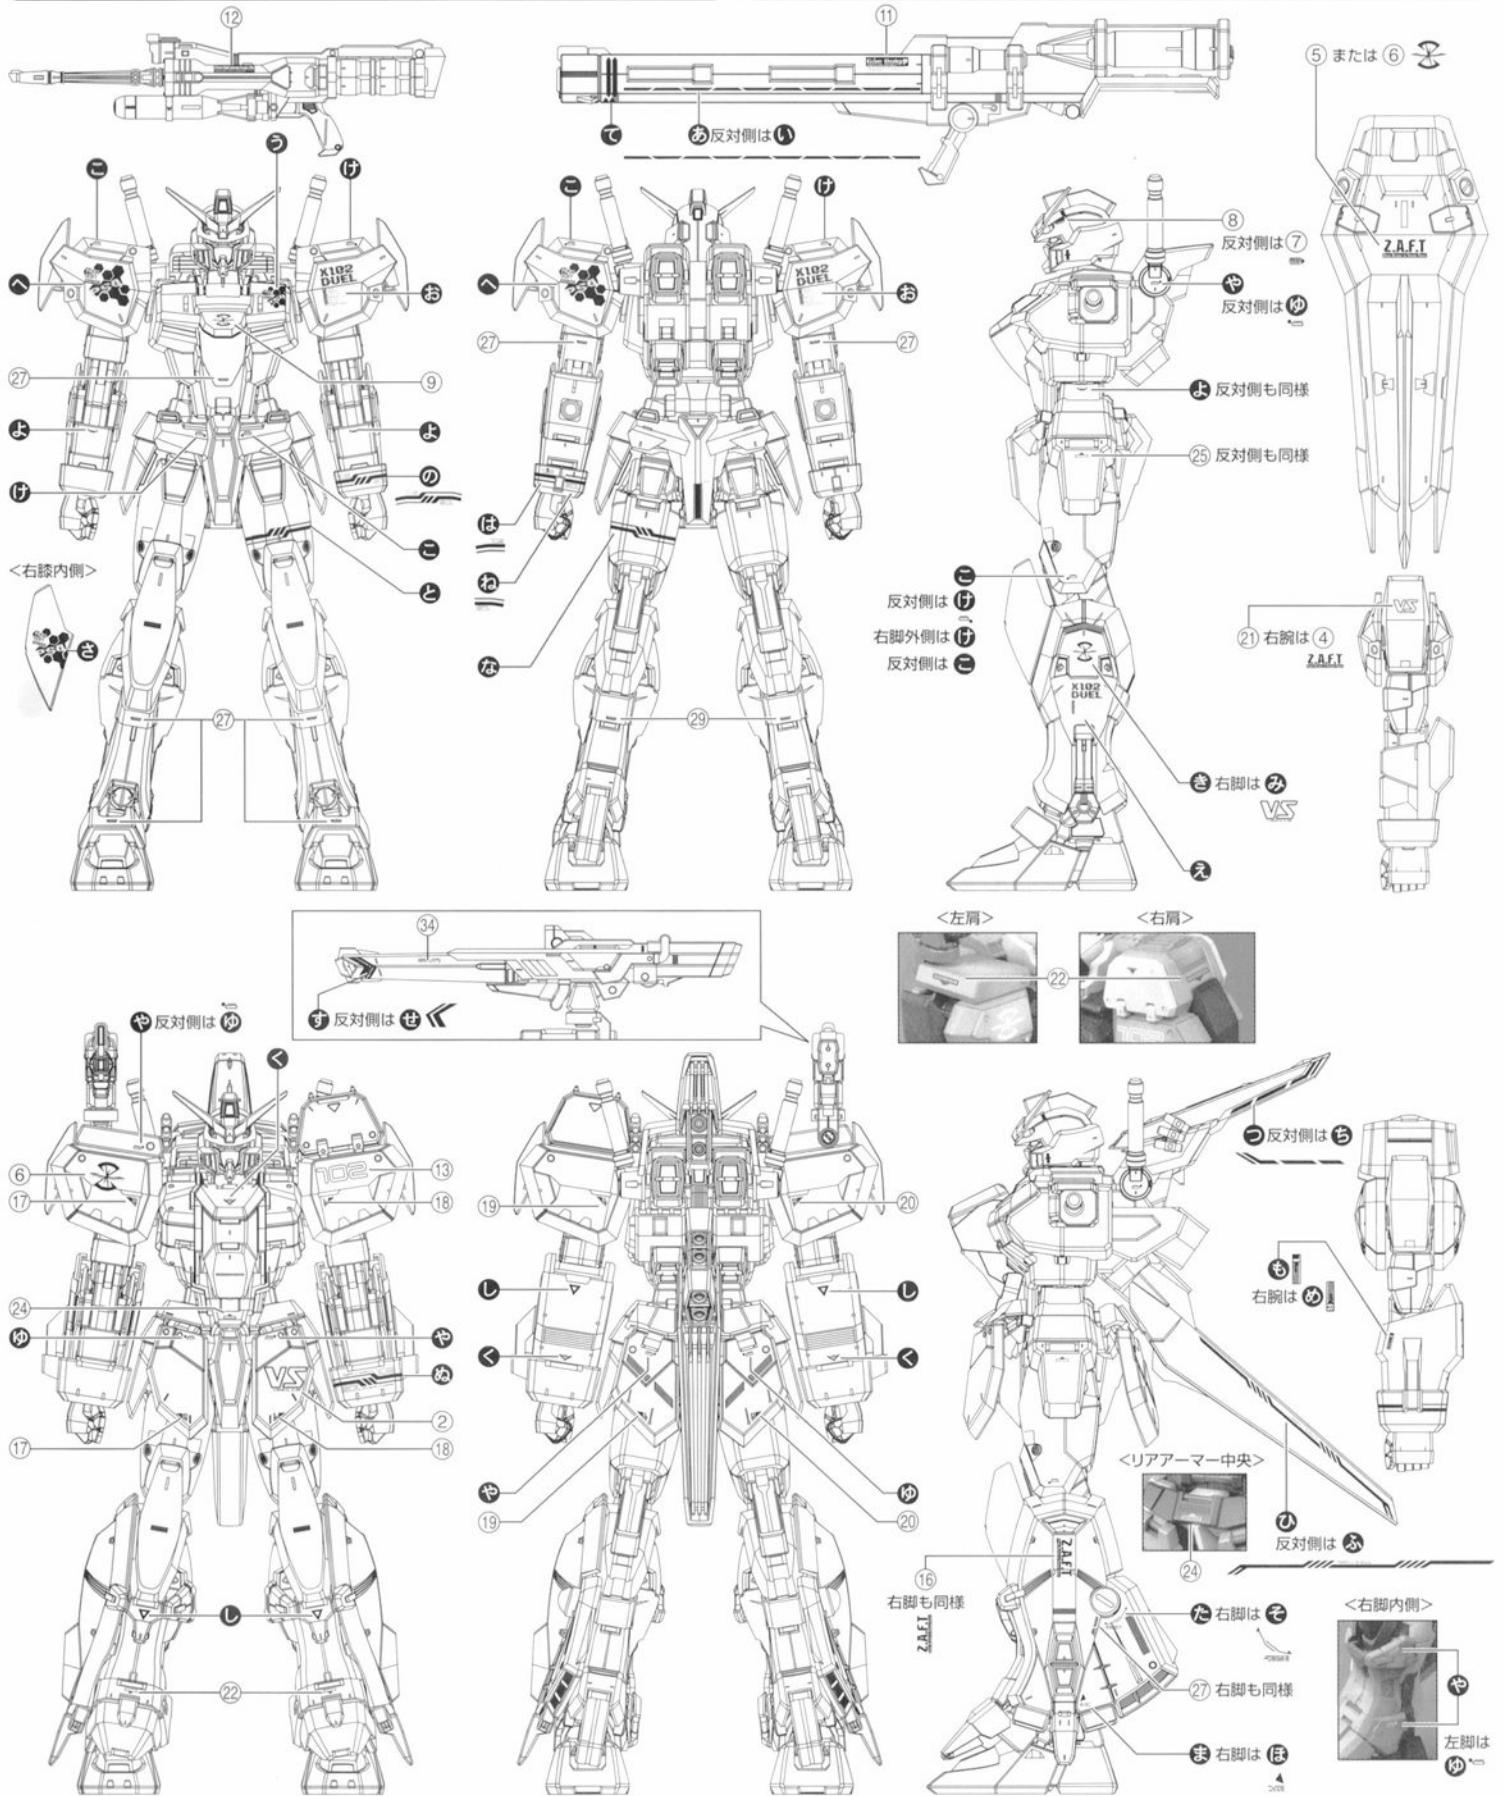 ⑫
⑪
⑤ または ⑥
て
あ 反対側は い
う
こ
け
こ
け
⑧
反対側は ⑦
Z.A.F.T
X102
DUEL
X102
DUEL
へ
お
へ
お
や
反対側は ゆ
㉗
㉗
㉗
⑨
よ 反対側も同様
よ
よ
㉕ 反対側も同様
の
け
は
こ
ね
と
<右膝内側>
さ
な
こ
反対側は け
右脚外側は け
反対側は こ
VS
㉑ 右腕は ④
Z.A.F.T
X102
DUEL
㉗
㉙
き 右脚は み
VS
え
<左肩>
<右肩>
㉞
㉒
す 反対側は せ
や 反対側は ゆ
く
つ 反対側は ち
⑥
102
⑬
⑰
⑱
⑲
⑳
も
右腕は め
し
し
㉔
ゆ
や
く
く
ぬ
VS
②
⑰
⑱
<リアアーマー中央>
や
ゆ
⑲
⑳
ひ
反対側は ふ
㉔
⑯
右脚も同様
Z.A.F.T
Z.A.F.T
た 右脚は そ
<右脚内側>
し
㉒
㉗ 右脚も同様
や
左脚は
ゆ
ま 右脚は ほ